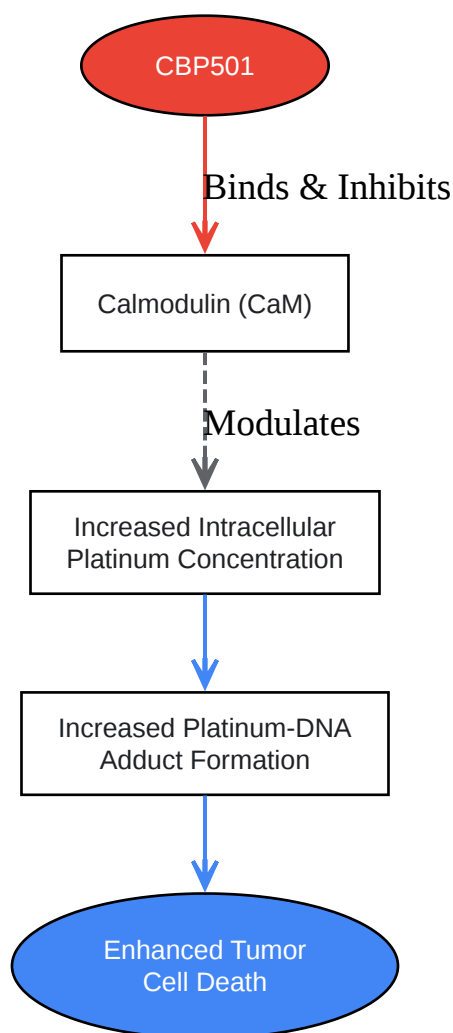 CBP501
Binds & Inhibits
Calmodulin (CaM)
Modulates
Increased Intracellular
Platinum Concentration
Increased Platinum-DNA
Adduct Formation
Enhanced Tumor
Cell Death